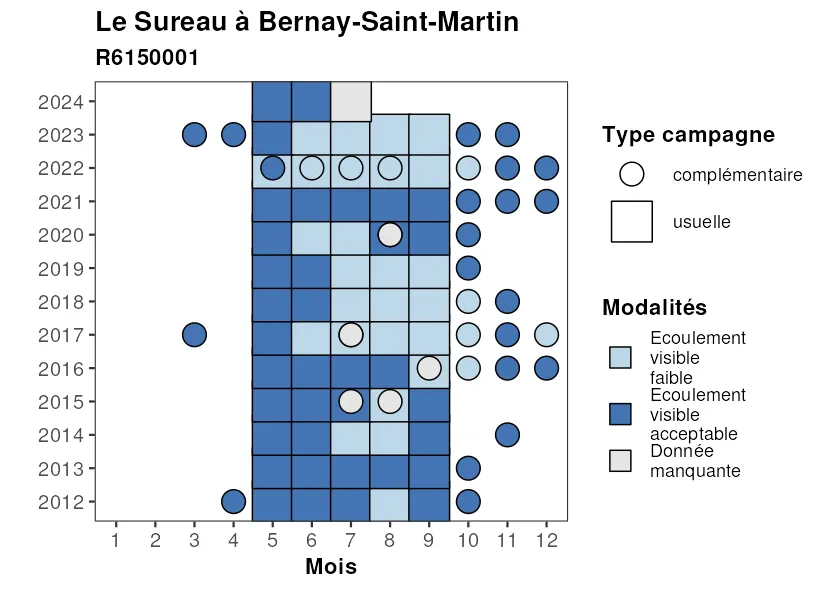 Le Sureau à Bernay-Saint-Martin
R6150001
2024
2023
2022
2021
2020
2019
2018
2017
2016
2015
2014
2013
2012
1 2 3 4 5 6 7 8 9 10 11 12
Mois
Type campagne
complémentaire
usuelle
Modalités
Ecoulement
visible
faible
Ecoulement
visible
acceptable
Donnée
manquante